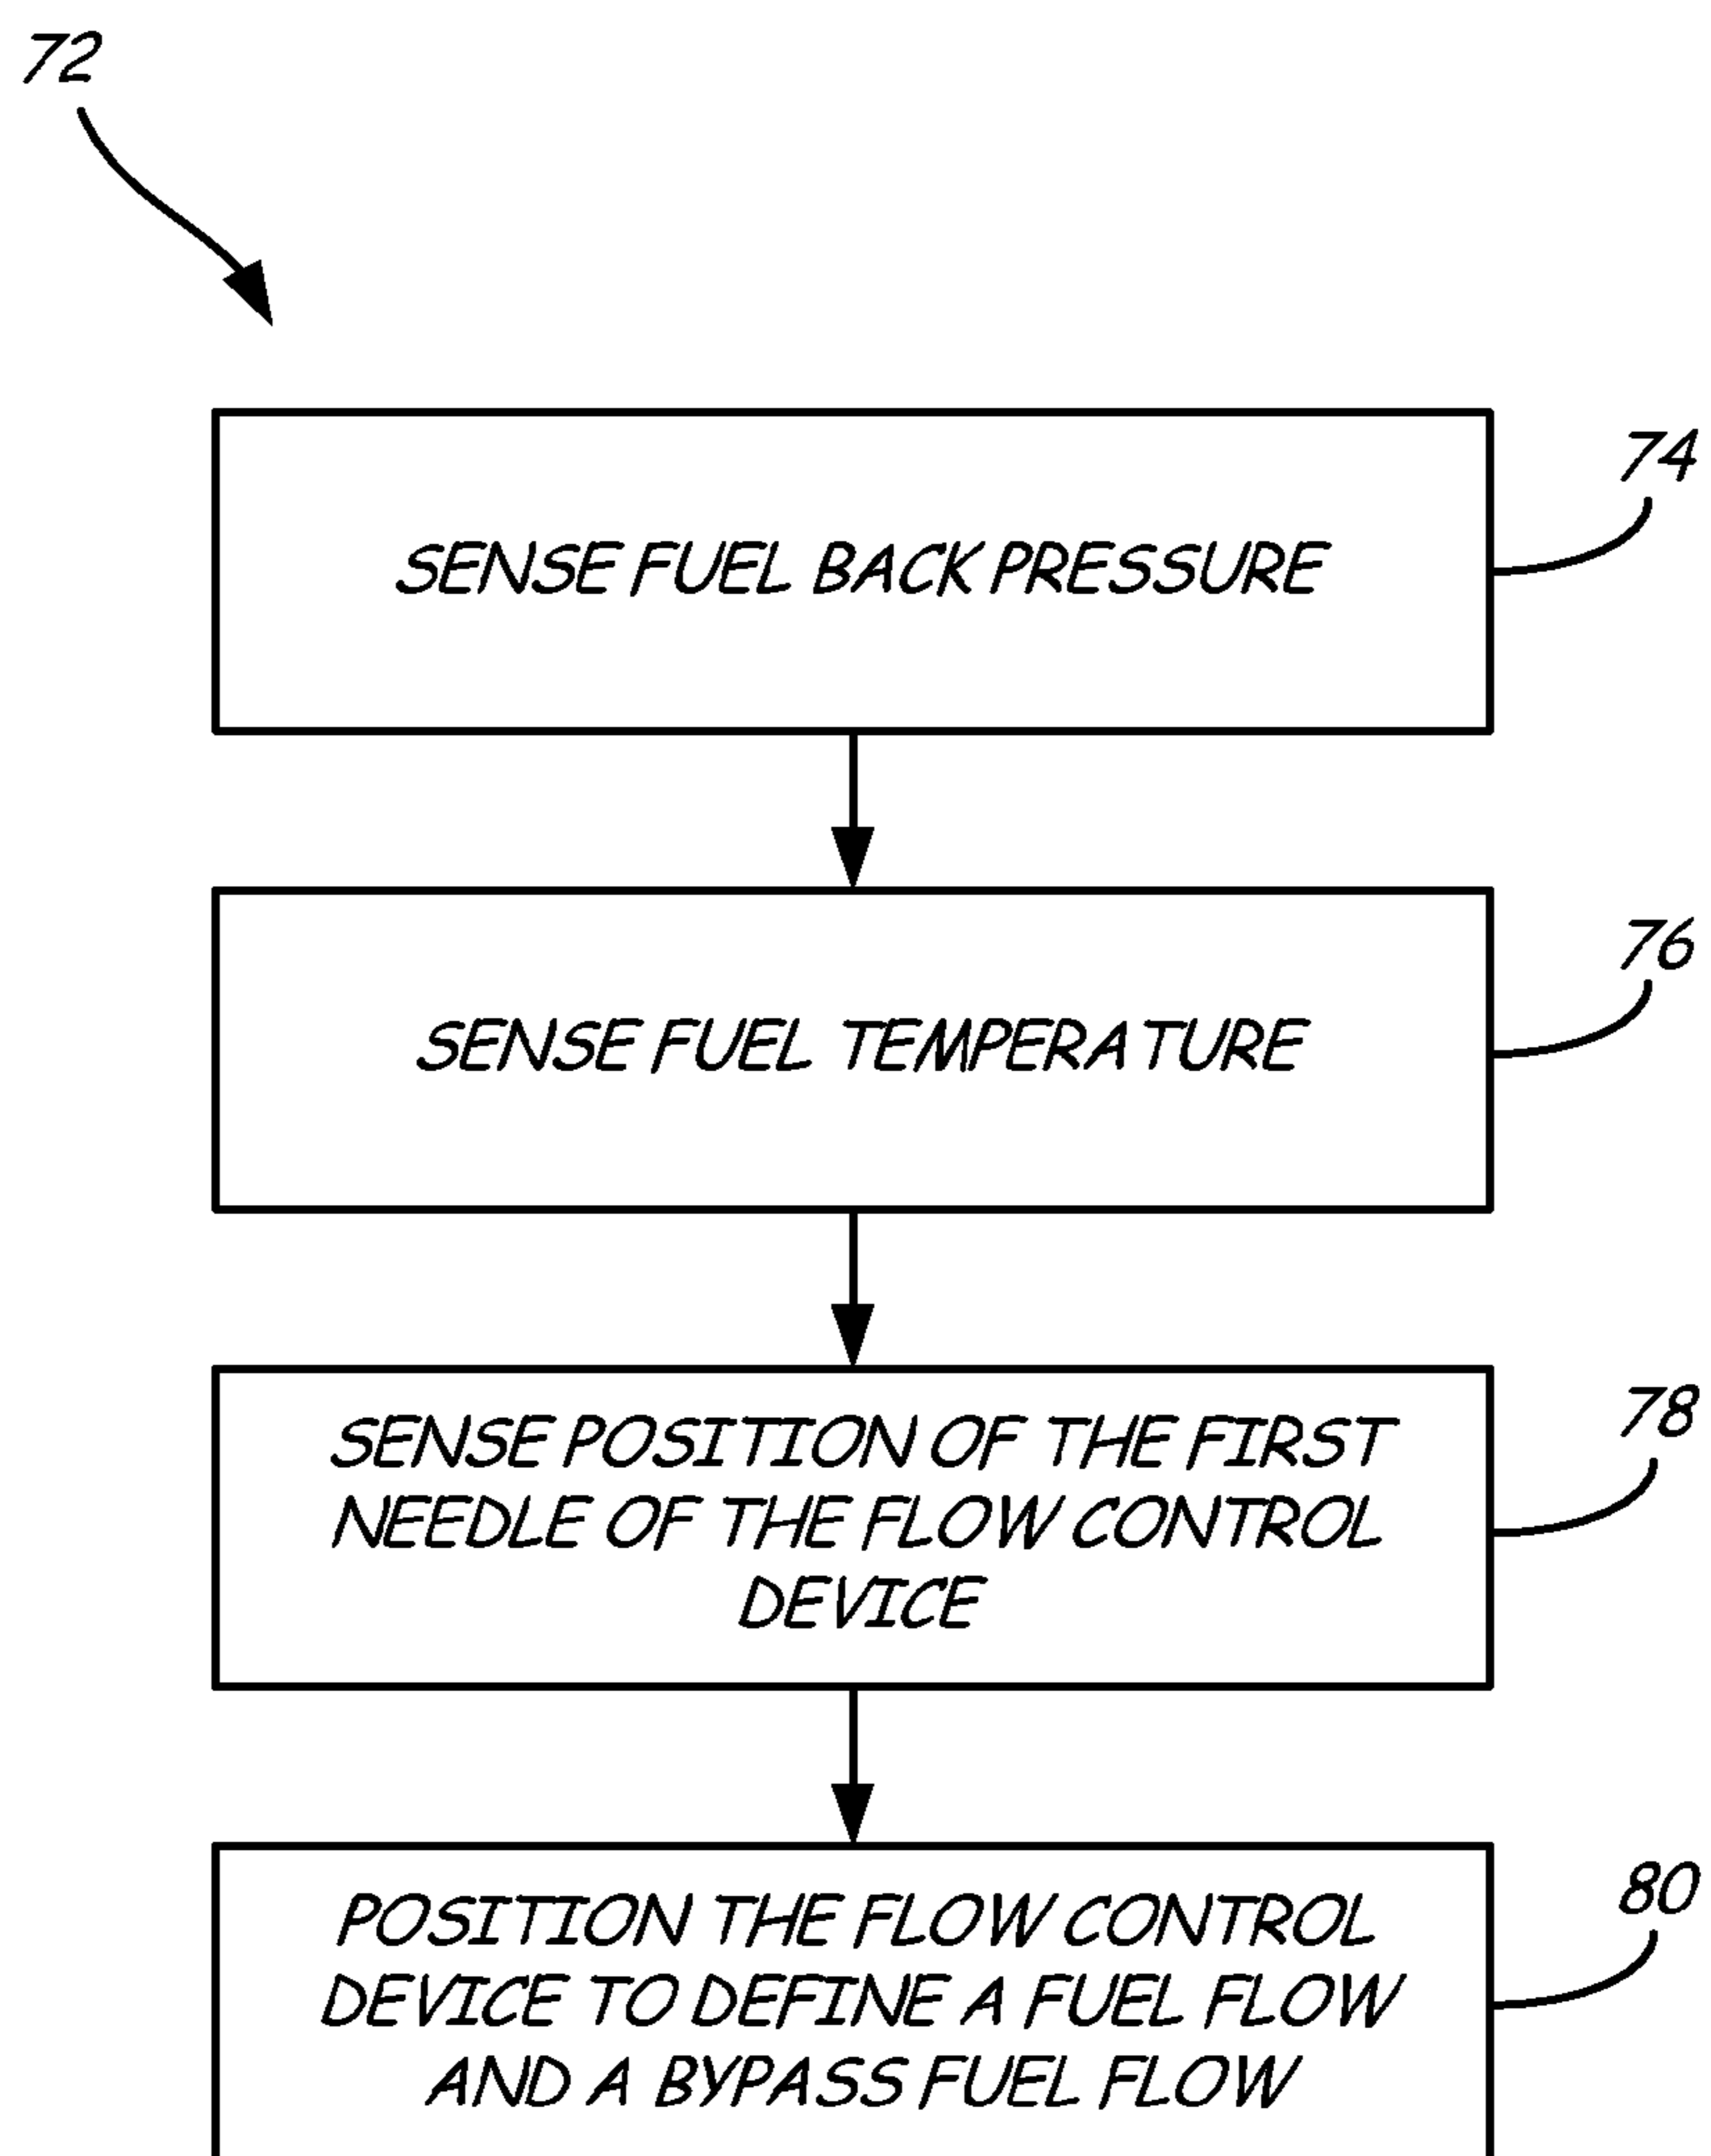 72
74
SENSE FUEL BACK PRESSURE
76
SENSE FUEL TEMPERATURE
78
SENSE POSITION OF THE FIRST
NEEDLE OF THE FLOW CONTROL
DEVICE
80
POSITION THE FLOW CONTROL
DEVICE TO DEFINE A FUEL FLOW
AND A BYPASS FUEL FLOW